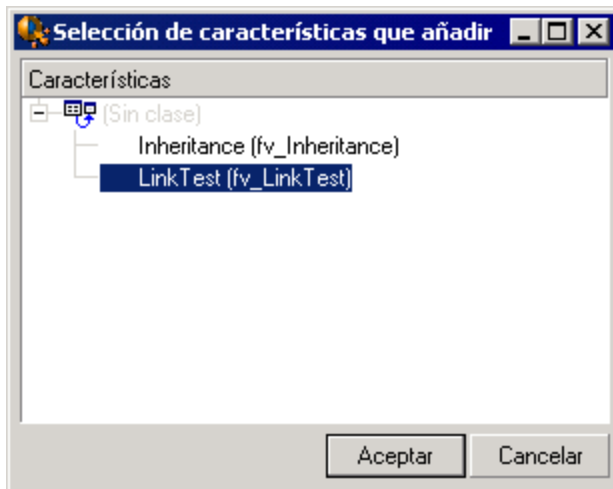 Selección de características que añadir
Características
(Sin clase)
Inheritance (fv_Inheritance)
LinkTest (fv_LinkTest)
Aceptar
Cancelar